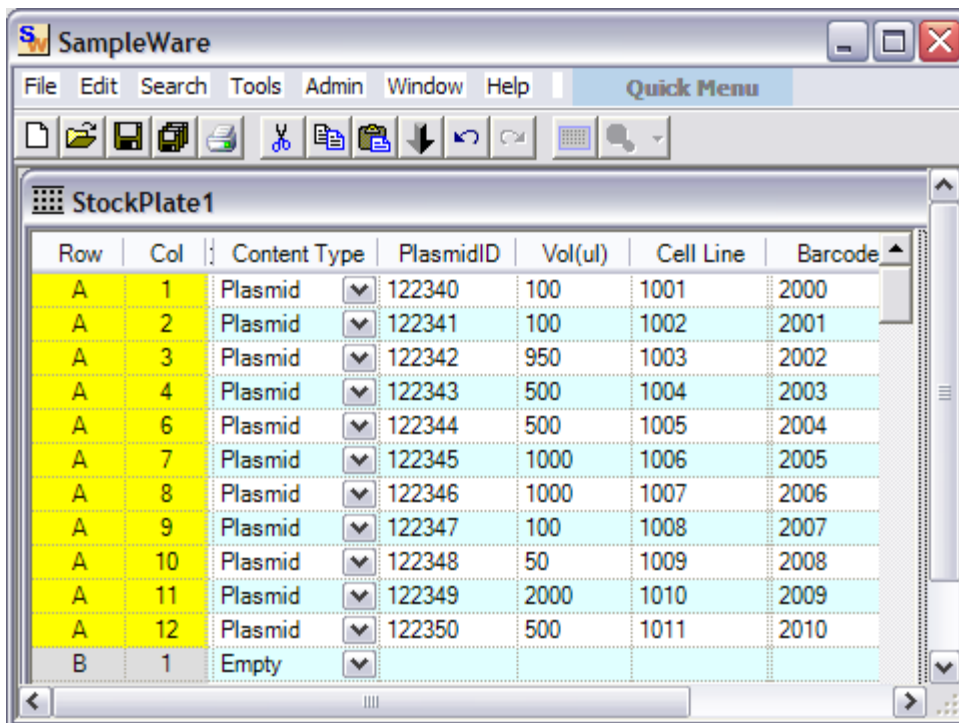 SW SampleWare
File Edit Search Tools Admin Window Help Quick Menu
StockPlate1
Row Col Content Type PlasmidID Vol(ul) Cell Line Barcode
A 1 Plasmid 122340 100 1001 2000
A 2 Plasmid 122341 100 1002 2001
A 3 Plasmid 122342 950 1003 2002
A 4 Plasmid 122343 500 1004 2003
A 6 Plasmid 122344 500 1005 2004
A 7 Plasmid 122345 1000 1006 2005
A 8 Plasmid 122346 1000 1007 2006
A 9 Plasmid 122347 100 1008 2007
A 10 Plasmid 122348 50 1009 2008
A 11 Plasmid 122349 2000 1010 2009
A 12 Plasmid 122350 500 1011 2010
B 1 Empty